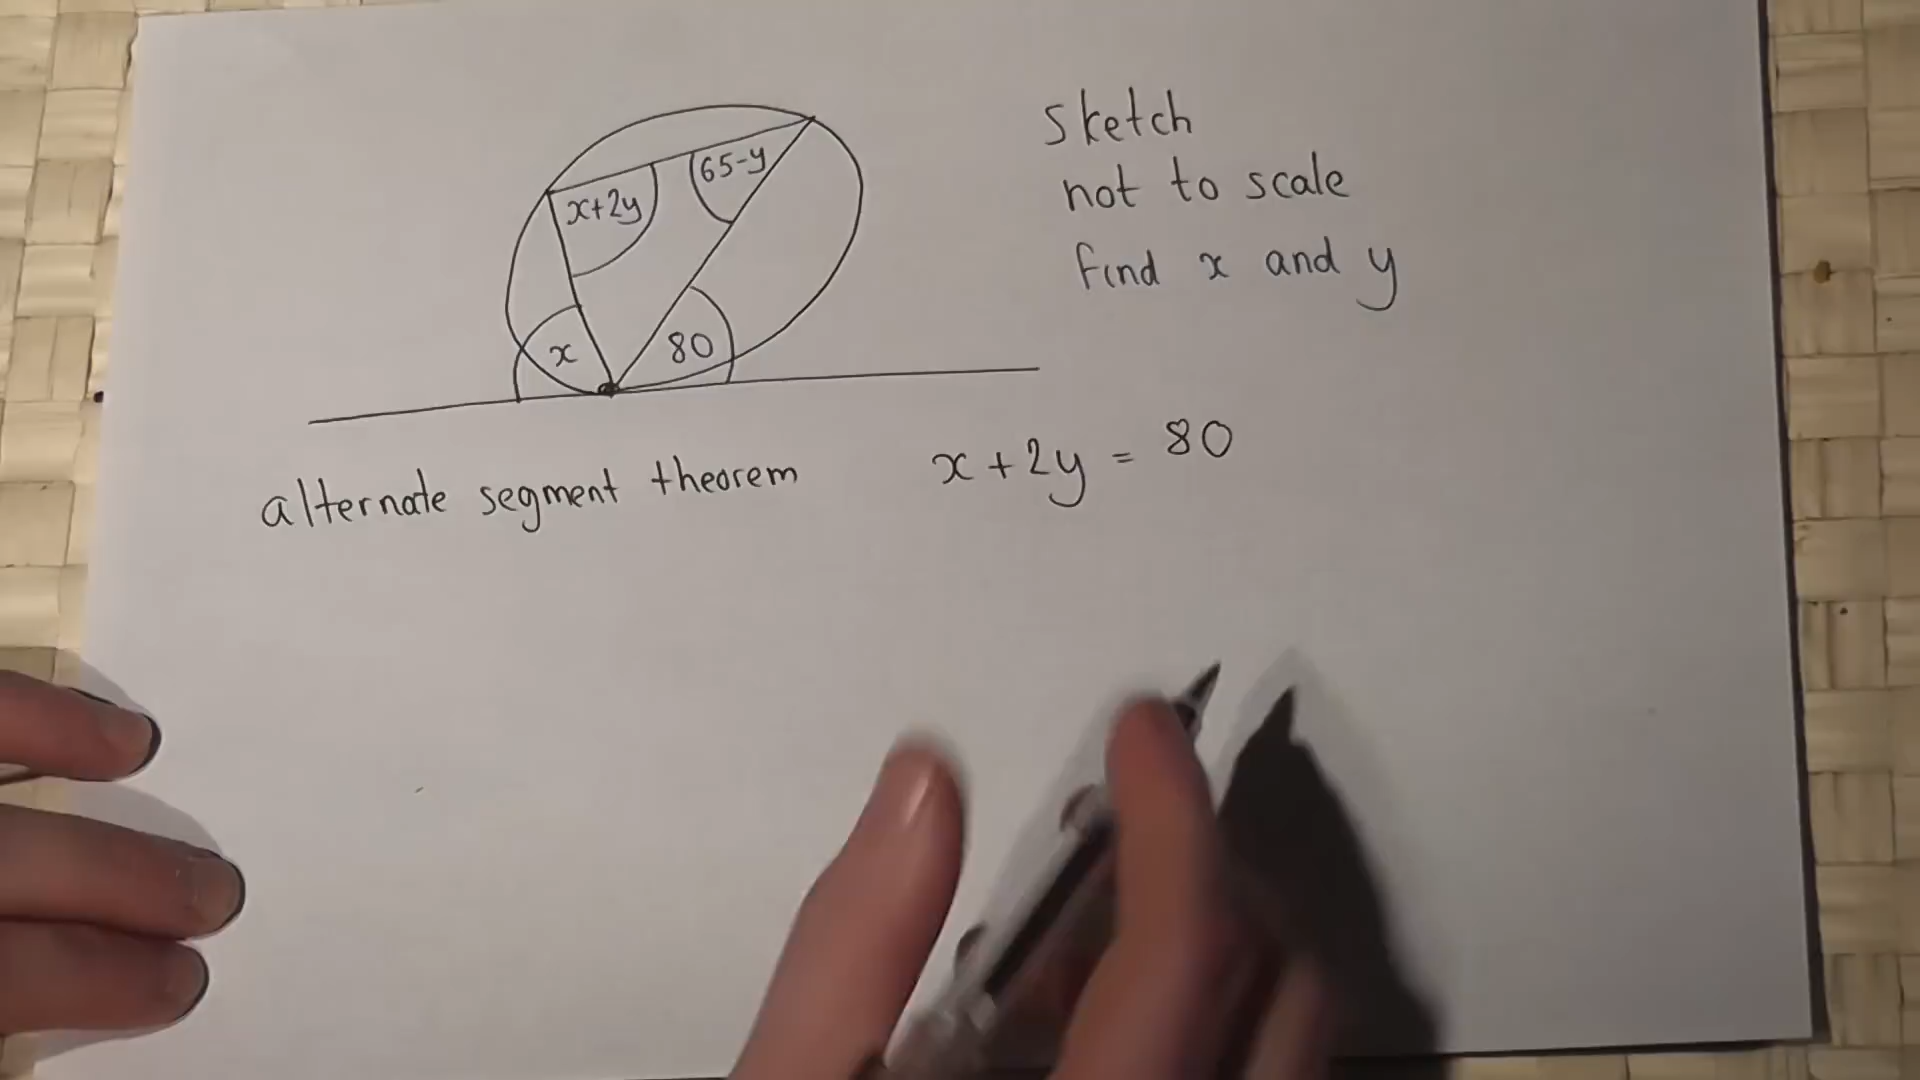 65-y
x+2y
x
80
sketch
not to scale
find x and y
alternate segment theorem
x + 2y = 80